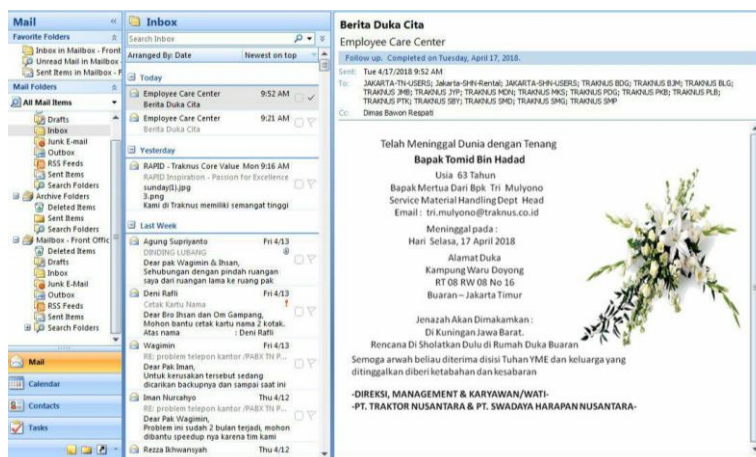 Mail
Favorite Folders
Inbox in Mailbox - Front
Unread Mail in Mailbox -
Sent Items in Mailbox - F
Mail Folders
All Mail Items
Drafts
Inbox
Junk E-mail
Outbox
RSS Feeds
Sent Items
Search Folders
Archive Folders
Deleted Items
Sent Items
Search Folders
Mailbox - Front Offic
Deleted Items
Drafts
Inbox
Junk E-Mail
Outbox
RSS Feeds
Sent Items
Search Folders
Mail
Calendar
Contacts
Tasks
Inbox
Search Inbox
Arranged By: Date Newest on top
Today
Employee Care Center 9:52 AM
Berita Duka Cita
Employee Care Center 9:21 AM
Berita Duka Cita
Yesterday
RAPID - Traknus Core Value Mon 9:16 AM
RAPID Inspiration - Passion for Excellence
sunday(1).jpg
3.png
Kami di Traknus memiliki semangat tinggi
Last Week
Agung Supriyanto Fri 4/13
DINDING LUBANG
Dear pak Wagimin & Ihsan,
Sehubungan dengan pindah ruangan
saya dari ruangan lama ke ruang pak
Deni Rafli Fri 4/13
Cetak Kartu Nama
Dear Bro Ihsan dan Om Gampang,
Mohon bantu cetak kartu nama 2 kotak.
Atas nama : Deni Rafli
Wagimin Fri 4/13
RE: problem telepon kantor /PABX TN P...
Dear Pak Iman,
Untuk kerusakan tersebut sedang
dicarikan backupnya dan sampai saat ini
Iman Nurcahyo Thu 4/12
RE: problem telepon kantor /PABX TN P...
Dear Pak Wagimin,
Problem ini sudah 2 bulan terjadi, mohon
dibantu speedup nya karena tim kami
Rezza Ikhwansyah Thu 4/12
Berita Duka Cita
Employee Care Center
Follow up. Completed on Tuesday, April 17, 2018.
Sent: Tue 4/17/2018 9:52 AM
To: JAKARTA-TN-USERS; Jakarta-SHN-Rental; JAKARTA-SHN-USERS; TRAKNUS BDG; TRAKNUS BJM; TRAKNUS BLG;
TRAKNUS JMB; TRAKNUS JYP; TRAKNUS MDN; TRAKNUS MKS; TRAKNUS PDG; TRAKNUS PKB; TRAKNUS PLB;
TRAKNUS PTK; TRAKNUS SBY; TRAKNUS SMD; TRAKNUS SMG; TRAKNUS SMP
Cc: Dimas Bawon Respati
Telah Meninggal Dunia dengan Tenang
Bapak Tomid Bin Hadad
Usia 63 Tahun
Bapak Mertua Dari Bpk Tri Mulyono
Service Material Handling Dept Head
Email : tri.mulyono@traknus.co.id
Meninggal pada :
Hari Selasa, 17 April 2018
Alamat Duka
Kampung Waru Doyong
RT 08 RW 08 No 16
Buaran – Jakarta Timur
Jenazah Akan Dimakamkan :
Di Kuningan Jawa Barat.
Rencana Di Sholatkan Dulu di Rumah Duka Buaran
Semoga arwah beliau diterima disisi Tuhan YME dan keluarga yang
ditinggalkan diberi ketabahan dan kesabaran
-DIREKSI, MANAGEMENT & KARYAWAN/WATI-
-PT. TRAKTOR NUSANTARA & PT. SWADAYA HARAPAN NUSANTARA-